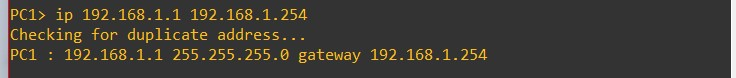 PC1> ip 192.168.1.1 192.168.1.254
Checking for duplicate address...
PC1 : 192.168.1.1 255.255.255.0 gateway 192.168.1.254